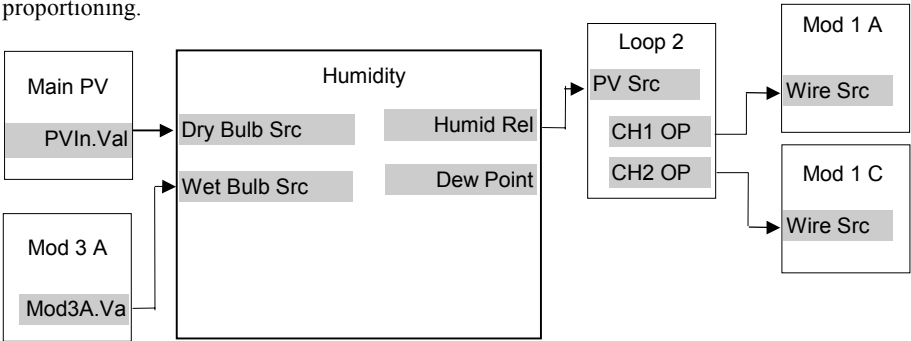 proportioning.
Main PV
PVIn.Val
Mod 3 A
Mod3A.Va
Humidity
Dry Bulb Src
Humid Rel
Wet Bulb Src
Dew Point
Loop 2
PV Src
CH1 OP
CH2 OP
Mod 1 A
Wire Src
Mod 1 C
Wire Src